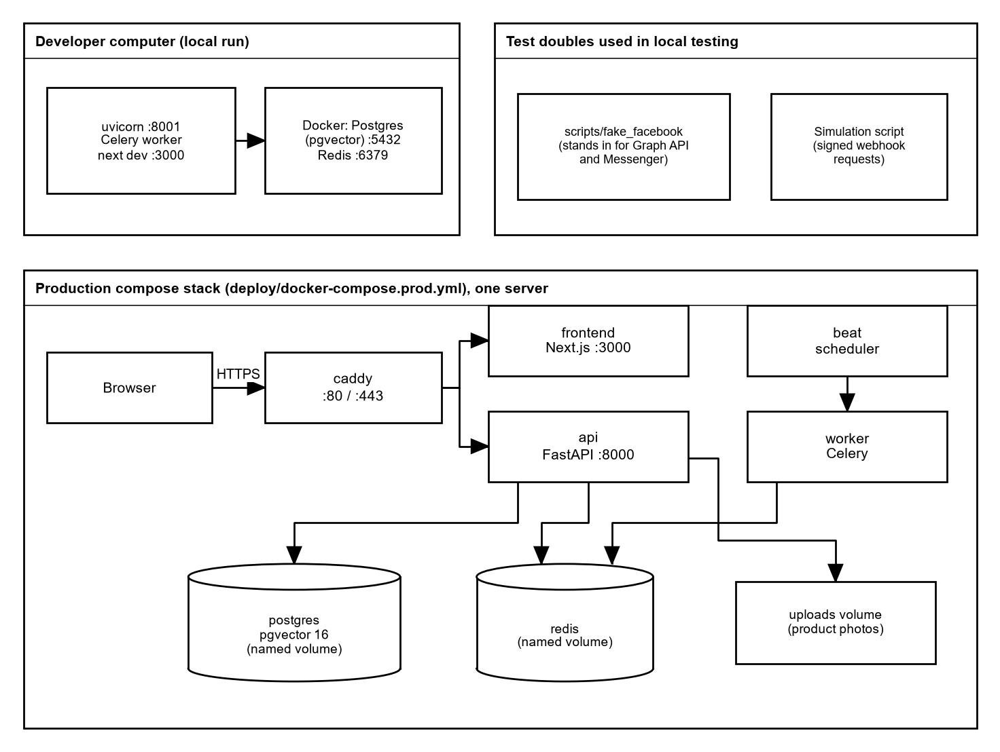 Developer computer (local run)
uvicorn :8001
Celery worker
next dev :3000
Docker: Postgres
(pgvector) :5432
Redis :6379
Test doubles used in local testing
scripts/fake_facebook
(stands in for Graph API
and Messenger)
Simulation script
(signed webhook
requests)
Production compose stack (deploy/docker-compose.prod.yml), one server
Browser
HTTPS
caddy
:80 / :443
frontend
Next.js :3000
beat
scheduler
api
FastAPI :8000
worker
Celery
postgres
pgvector 16
(named volume)
redis
(named volume)
uploads volume
(product photos)